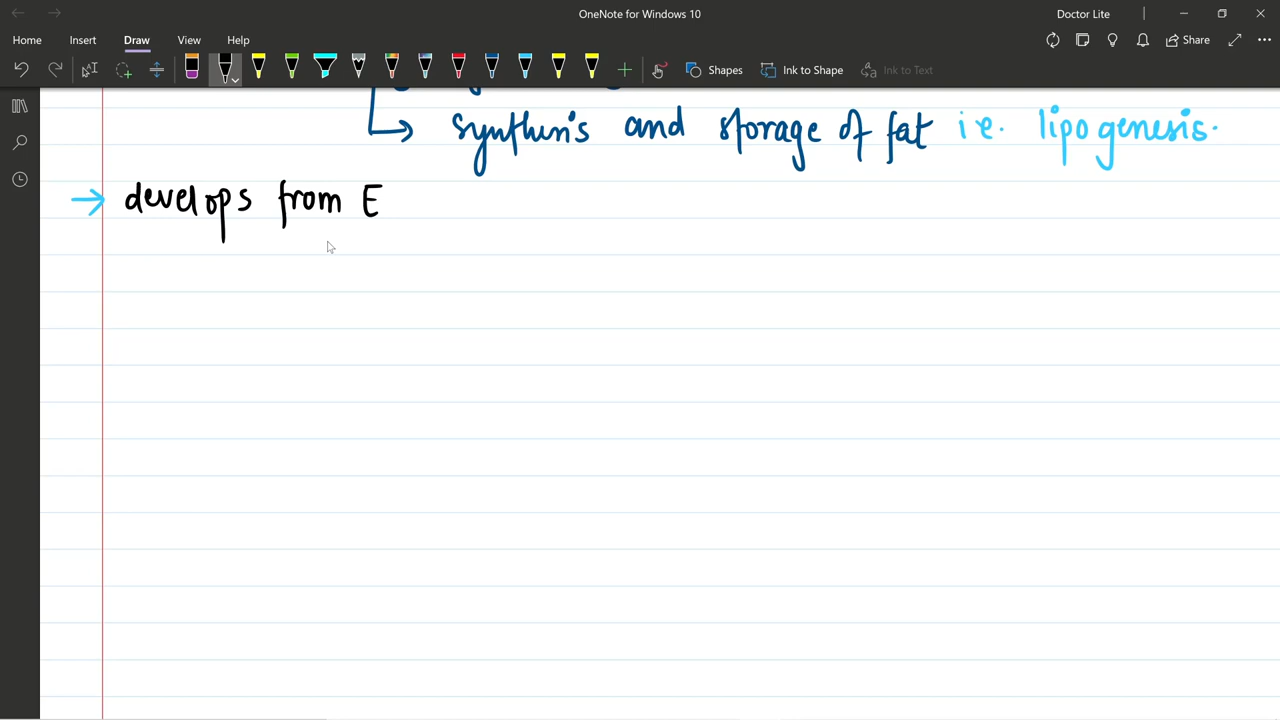 OneNote for Windows 10
Doctor Lite
Home Insert Draw View Help
Share
Shapes Ink to Shape Ink to Text
synthesis and storage of fat i.e. lipogenesis.
→ develops from E